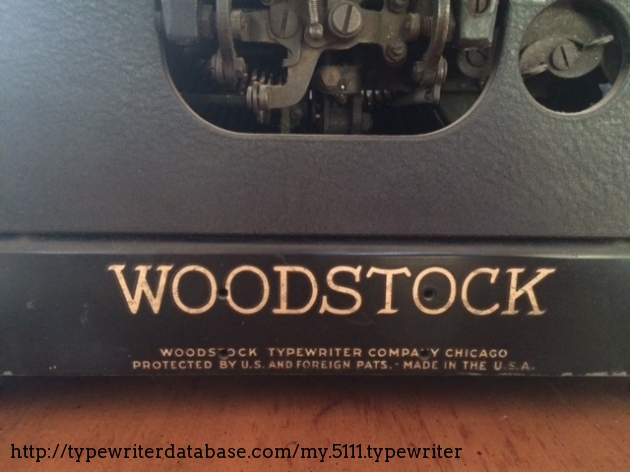 WOODSTOCK
WOODSTOCK TYPEWRITER COMPANY CHICAGO
PROTECTED BY U.S. AND FOREIGN PATS. - MADE IN THE U.S.A.
http://typewriterdatabase.com/my.5111.typewriter